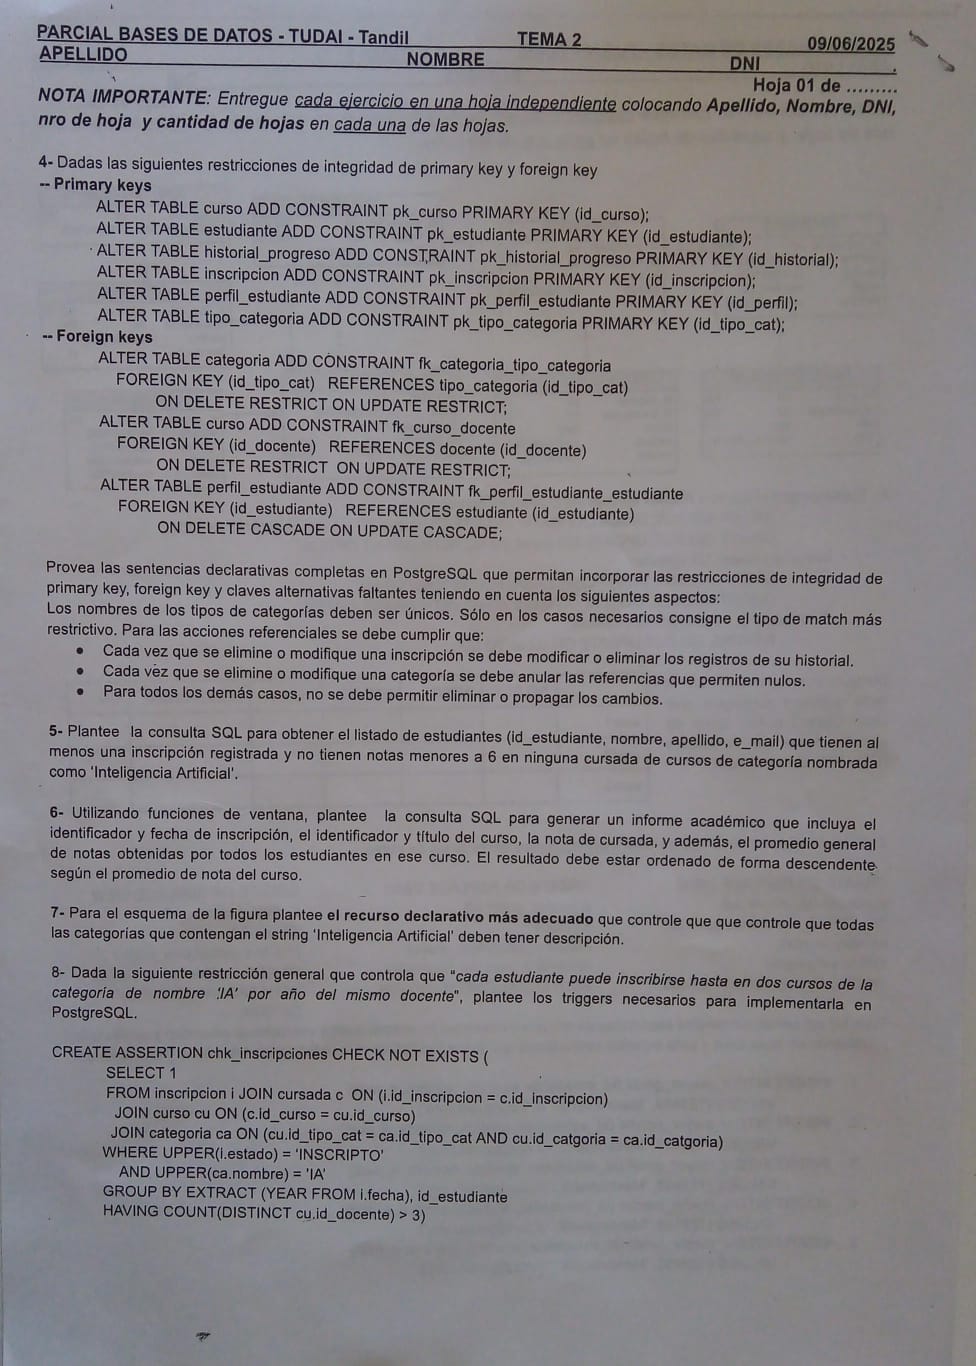 PARCIAL BASES DE DATOS - TUDAI - Tandil TEMA 2 09/06/2025
APELLIDO NOMBRE DNI .
Hoja 01 de .........
NOTA IMPORTANTE: Entregue cada ejercicio en una hoja independiente colocando Apellido, Nombre, DNI,
nro de hoja y cantidad de hojas en cada una de las hojas.
4- Dadas las siguientes restricciones de integridad de primary key y foreign key
-- Primary keys
ALTER TABLE curso ADD CONSTRAINT pk_curso PRIMARY KEY (id_curso);
ALTER TABLE estudiante ADD CONSTRAINT pk_estudiante PRIMARY KEY (id_estudiante);
ALTER TABLE historial_progreso ADD CONSTRAINT pk_historial_progreso PRIMARY KEY (id_historial);
ALTER TABLE inscripcion ADD CONSTRAINT pk_inscripcion PRIMARY KEY (id_inscripcion);
ALTER TABLE perfil_estudiante ADD CONSTRAINT pk_perfil_estudiante PRIMARY KEY (id_perfil);
ALTER TABLE tipo_categoria ADD CONSTRAINT pk_tipo_categoria PRIMARY KEY (id_tipo_cat);
-- Foreign keys
ALTER TABLE categoria ADD CONSTRAINT fk_categoria_tipo_categoria
FOREIGN KEY (id_tipo_cat) REFERENCES tipo_categoria (id_tipo_cat)
ON DELETE RESTRICT ON UPDATE RESTRICT;
ALTER TABLE curso ADD CONSTRAINT fk_curso_docente
FOREIGN KEY (id_docente) REFERENCES docente (id_docente)
ON DELETE RESTRICT ON UPDATE RESTRICT;
ALTER TABLE perfil_estudiante ADD CONSTRAINT fk_perfil_estudiante_estudiante
FOREIGN KEY (id_estudiante) REFERENCES estudiante (id_estudiante)
ON DELETE CASCADE ON UPDATE CASCADE;
Provea las sentencias declarativas completas en PostgreSQL que permitan incorporar las restricciones de integridad de
primary key, foreign key y claves alternativas faltantes teniendo en cuenta los siguientes aspectos:
Los nombres de los tipos de categorías deben ser únicos. Sólo en los casos necesarios consigne el tipo de match más
restrictivo. Para las acciones referenciales se debe cumplir que:
• Cada vez que se elimine o modifique una inscripción se debe modificar o eliminar los registros de su historial.
• Cada vez que se elimine o modifique una categoría se debe anular las referencias que permiten nulos.
• Para todos los demás casos, no se debe permitir eliminar o propagar los cambios.
5- Plantee la consulta SQL para obtener el listado de estudiantes (id_estudiante, nombre, apellido, e_mail) que tienen al
menos una inscripción registrada y no tienen notas menores a 6 en ninguna cursada de cursos de categoría nombrada
como 'Inteligencia Artificial'.
6- Utilizando funciones de ventana, plantee la consulta SQL para generar un informe académico que incluya el
identificador y fecha de inscripción, el identificador y título del curso, la nota de cursada, y además, el promedio general
de notas obtenidas por todos los estudiantes en ese curso. El resultado debe estar ordenado de forma descendente
según el promedio de nota del curso.
7- Para el esquema de la figura plantee el recurso declarativo más adecuado que controle que que controle que todas
las categorías que contengan el string 'Inteligencia Artificial' deben tener descripción.
8- Dada la siguiente restricción general que controla que "cada estudiante puede inscribirse hasta en dos cursos de la
categoria de nombre 'IA' por año del mismo docente", plantee los triggers necesarios para implementarla en
PostgreSQL.
CREATE ASSERTION chk_inscripciones CHECK NOT EXISTS (
SELECT 1
FROM inscripcion i JOIN cursada c ON (i.id_inscripcion = c.id_inscripcion)
JOIN curso cu ON (c.id_curso = cu.id_curso)
JOIN categoria ca ON (cu.id_tipo_cat = ca.id_tipo_cat AND cu.id_catgoria = ca.id_catgoria)
WHERE UPPER(i.estado) = 'INSCRIPTO'
AND UPPER(ca.nombre) = 'IA'
GROUP BY EXTRACT (YEAR FROM i.fecha), id_estudiante
HAVING COUNT(DISTINCT cu.id_docente) > 3)